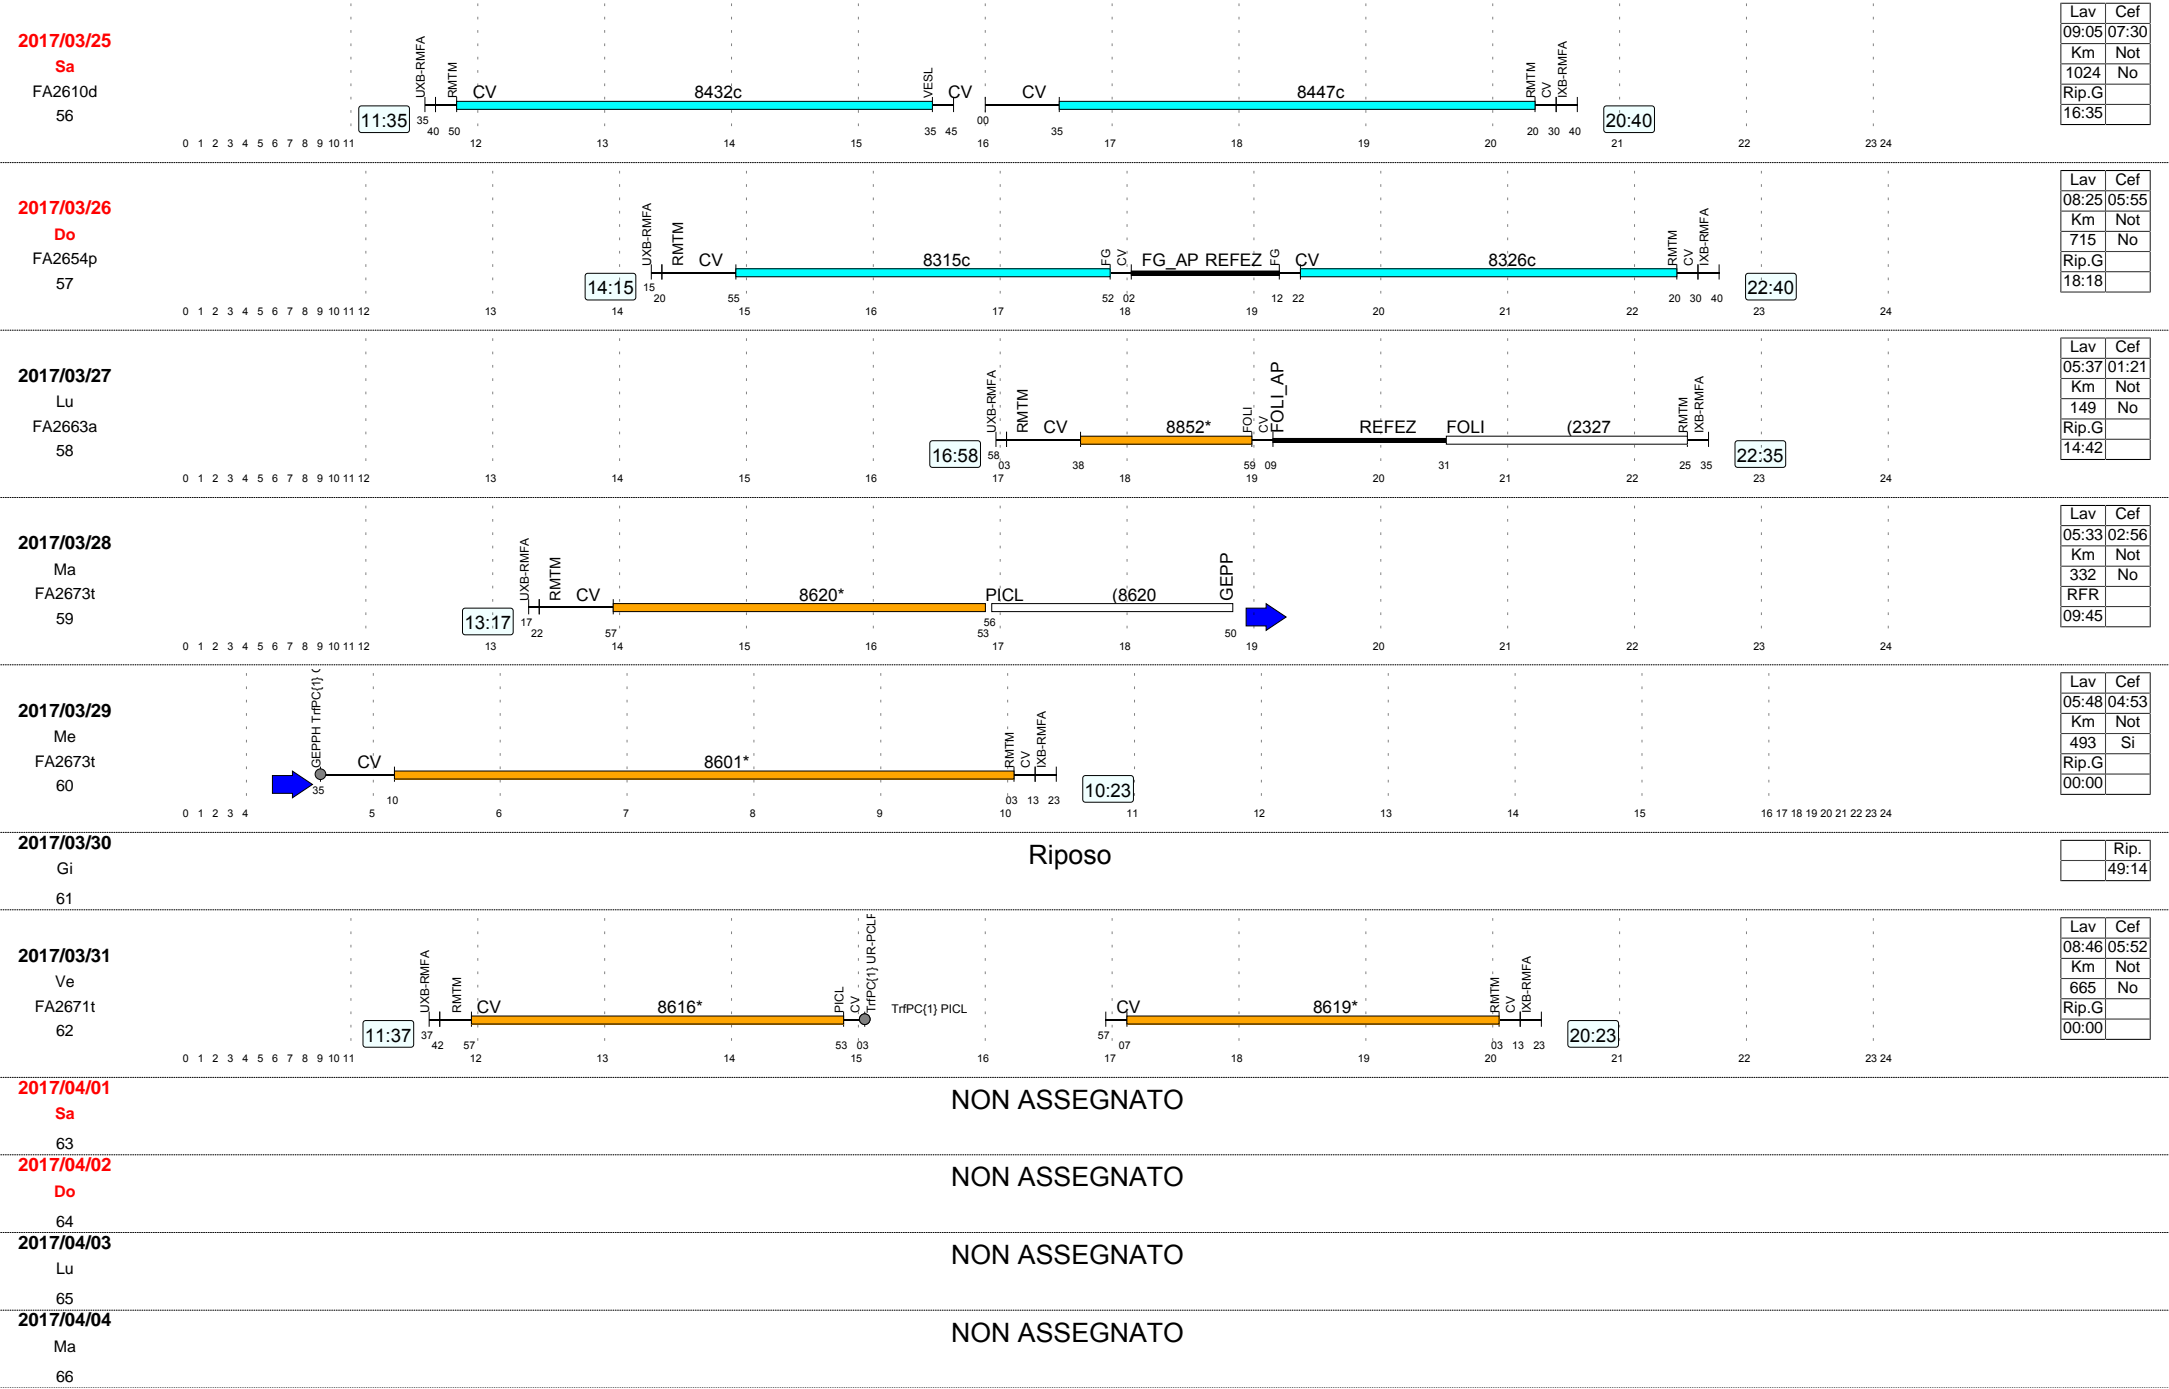 2017/03/25
Sa
FA2610d
56
11:35
UXB-RMFA
RMTM
CV
8432c
VESL
CV
CV
8447c
RMTM
CV
IXB-RMFA
20:40
35 40 50 35 45 00 35 20 30 40
0 1 2 3 4 5 6 7 8 9 10 11 12 13 14 15 16 17 18 19 20 21 22 23 24
Lav Cef
09:05 07:30
Km Not
1024 No
Rip.G
16:35
2017/03/26
Do
FA2654p
57
14:15
UXB-RMFA
RMTM
CV
8315c
FG
CV
FG_AP REFEZ
FG
CV
8326c
RMTM
CV
IXB-RMFA
22:40
15 20 55 52 02 12 22 20 30 40
0 1 2 3 4 5 6 7 8 9 10 11 12 13 14 15 16 17 18 19 20 21 22 23 24
Lav Cef
08:25 05:55
Km Not
715 No
Rip.G
18:18
2017/03/27
Lu
FA2663a
58
16:58
UXB-RMFA
RMTM
CV
8852*
FOLI
CV
FOLI_AP
REFEZ
FOLI
(2327
RMTM
IXB-RMFA
22:35
58 03 38 59 09 31 25 35
0 1 2 3 4 5 6 7 8 9 10 11 12 13 14 15 16 17 18 19 20 21 22 23 24
Lav Cef
05:37 01:21
Km Not
149 No
Rip.G
14:42
2017/03/28
Ma
FA2673t
59
13:17
UXB-RMFA
RMTM
CV
8620*
PICL
(8620
GEPP
17 22 57 53 56 50
0 1 2 3 4 5 6 7 8 9 10 11 12 13 14 15 16 17 18 19 20 21 22 23 24
Lav Cef
05:33 02:56
Km Not
332 No
RFR
09:45
2017/03/29
Me
FA2673t
60
GEPPH TrfPC{1}
CV
8601*
RMTM
CV
IXB-RMFA
10:23
35 10 03 13 23
0 1 2 3 4 5 6 7 8 9 10 11 12 13 14 15 16 17 18 19 20 21 22 23 24
Lav Cef
05:48 04:53
Km Not
493 Si
Rip.G
00:00
2017/03/30
Gi
61
Riposo
Rip.
49:14
2017/03/31
Ve
FA2671t
62
11:37
UXB-RMFA
RMTM
CV
8616*
PICL
CV
TrfPC{1} UR-PCLF
TrfPC{1} PICL
CV
8619*
RMTM
CV
IXB-RMFA
20:23
37 42 57 53 03 57 07 03 13 23
0 1 2 3 4 5 6 7 8 9 10 11 12 13 14 15 16 17 18 19 20 21 22 23 24
Lav Cef
08:46 05:52
Km Not
665 No
Rip.G
00:00
2017/04/01
Sa
63
NON ASSEGNATO
2017/04/02
Do
64
NON ASSEGNATO
2017/04/03
Lu
65
NON ASSEGNATO
2017/04/04
Ma
66
NON ASSEGNATO